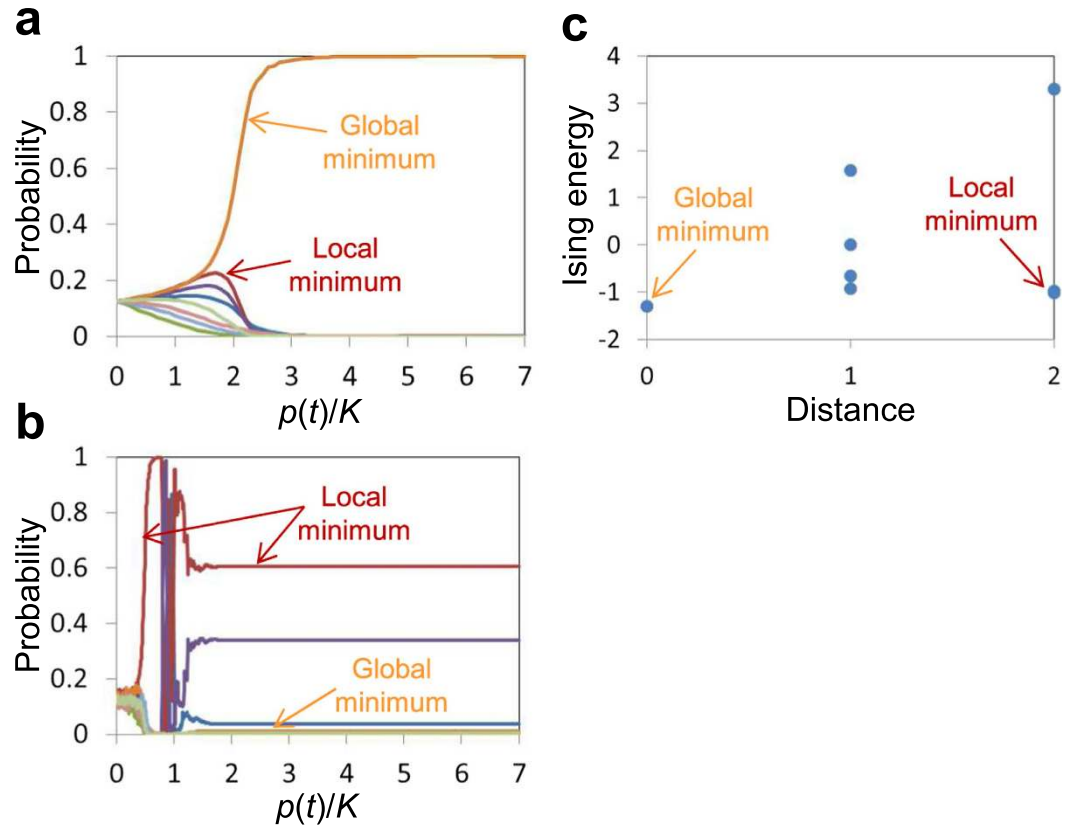 a
Probability
1
0.8
0.6
0.4
0.2
0
0 1 2 3 4 5 6 7
p(t)/K
Global
minimum
Local
minimum
b
Probability
1
0.8
0.6
0.4
0.2
0
0 1 2 3 4 5 6 7
p(t)/K
Local
minimum
Global
minimum
c
Ising energy
4
3
2
1
0
-1
-2
0 1 2
Distance
Global
minimum
Local
minimum